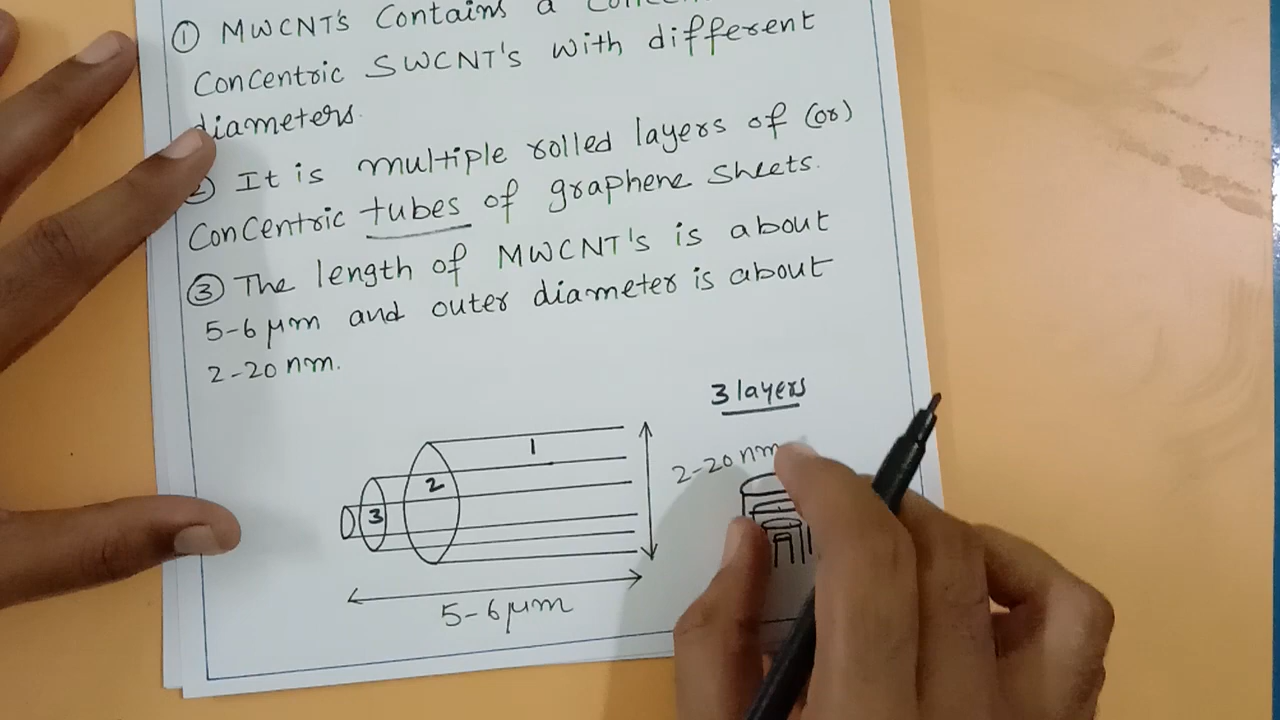 ① MWCNT's Contains a
Concentric SWCNT's with different
diameters.
② It is multiple rolled layers of (or)
Concentric tubes of graphene sheets.
③ The length of MWCNT's is about
5-6 μm and outer diameter is about
2-20 nm.
3 layers
1
2-20 nm
2
3
5-6 μm